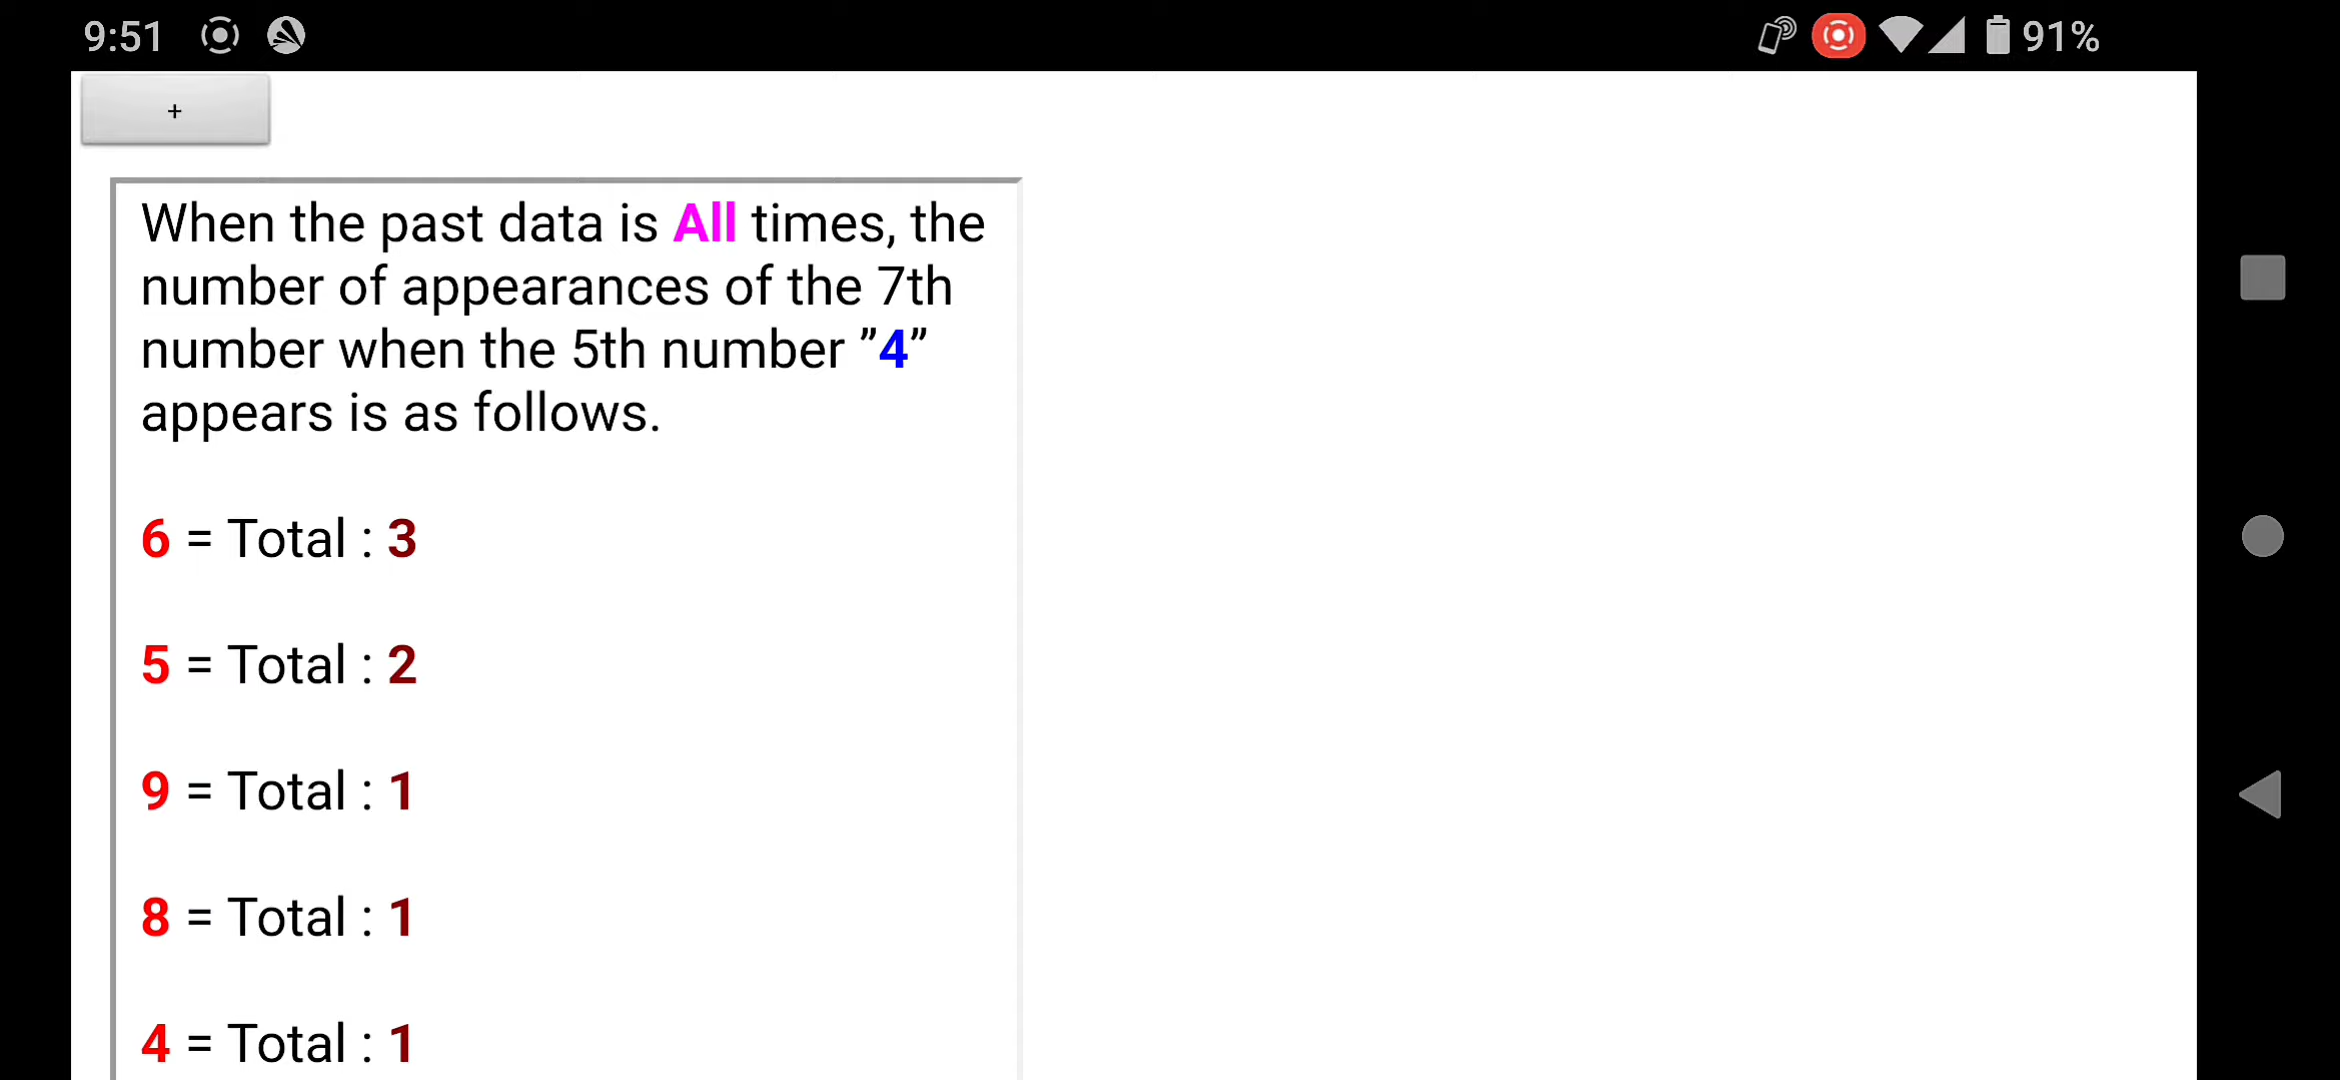 9:51
91%
+
When the past data is All times, the
number of appearances of the 7th
number when the 5th number ”4”
appears is as follows.
6 = Total : 3
5 = Total : 2
9 = Total : 1
8 = Total : 1
4 = Total : 1